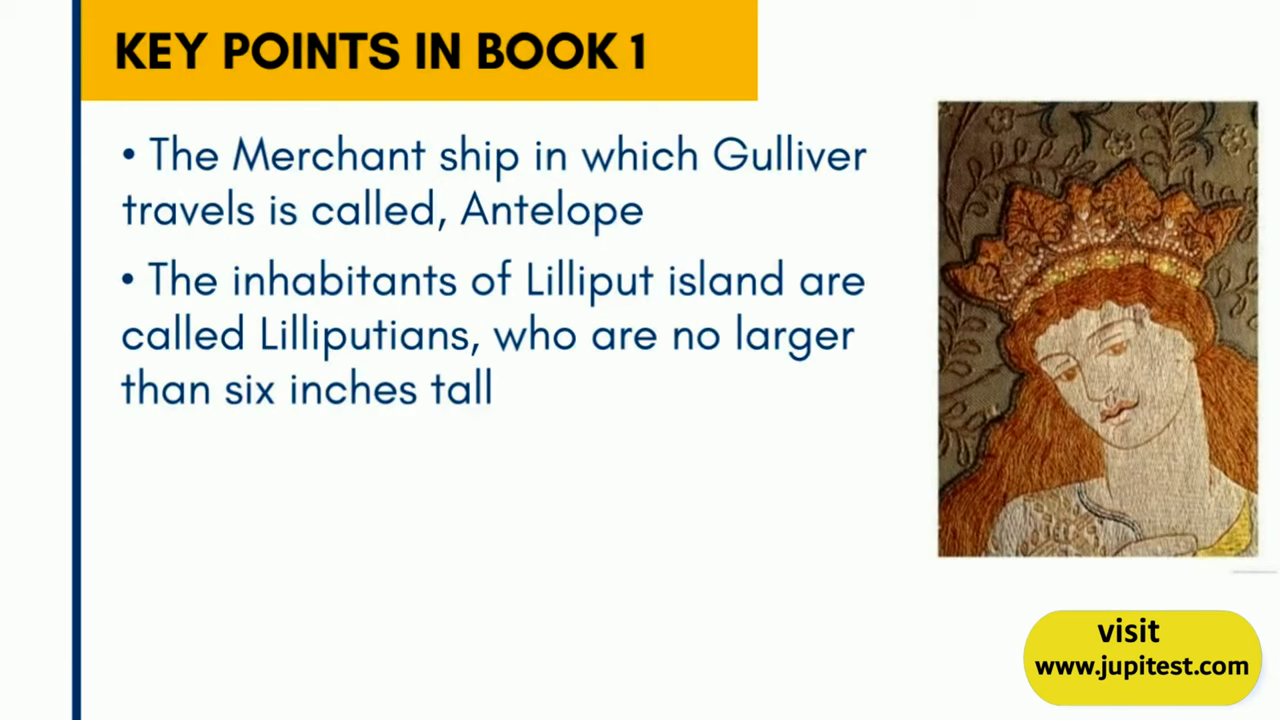 KEY POINTS IN BOOK 1
• The Merchant ship in which Gulliver
travels is called, Antelope
• The inhabitants of Lilliput island are
called Lilliputians, who are no larger
than six inches tall
visit
www.jupitest.com